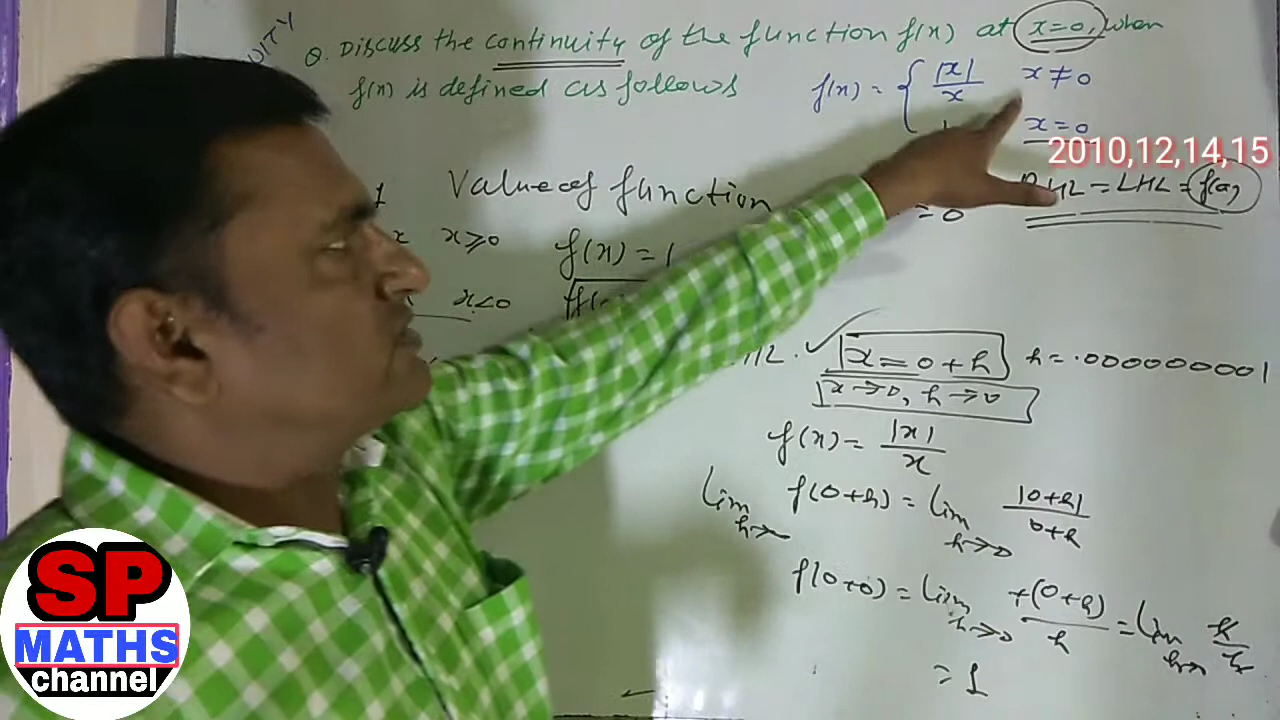 Q. Discuss the continuity of the function f(x) at x=0, when
f(x) is defined as follows f(x) = { |x|/x x ≠ 0
x = 0
2010,12,14,15
RHL = LHL = f(a)
Value of function = 0
x ≥ 0 f(x) = 1
x < 0
x = 0 + h h = .000000001
x → 0, h → 0
f(x) = |x|/x
lim h→ f(0+h) = lim h→0 |0+h|/0+h
f(0+0) = lim h→0 +(0+h)/h = lim h→ h/h
= 1
SP
MATHS
channel